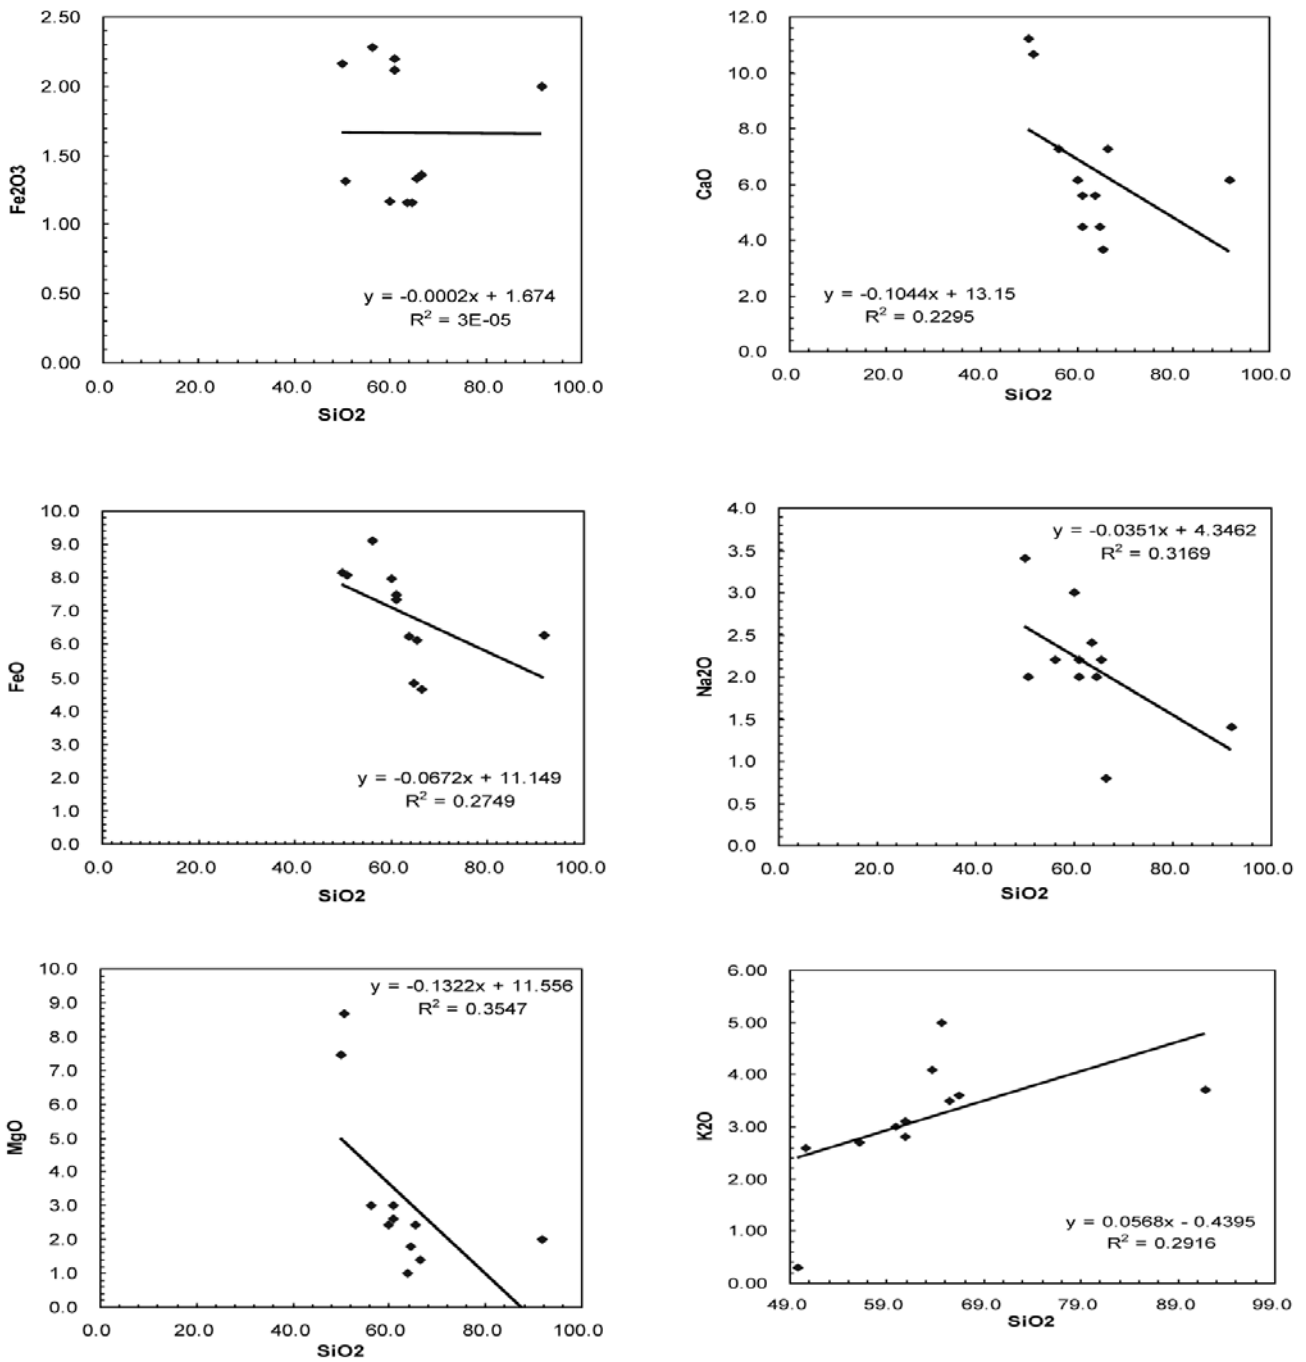 2.50
2.00
1.50
1.00
0.50
0.00
Fe2O3
y = -0.0002x + 1.674
R² = 3E-05
0.0 20.0 40.0 60.0 80.0 100.0
SiO2
12.0
10.0
8.0
6.0
4.0
2.0
0.0
CaO
y = -0.1044x + 13.15
R² = 0.2295
0.0 20.0 40.0 60.0 80.0 100.0
SiO2
10.0
9.0
8.0
7.0
6.0
5.0
4.0
3.0
2.0
1.0
0.0
FeO
y = -0.0672x + 11.149
R² = 0.2749
0.0 20.0 40.0 60.0 80.0 100.0
SiO2
4.0
3.5
3.0
2.5
2.0
1.5
1.0
0.5
0.0
Na2O
y = -0.0351x + 4.3462
R² = 0.3169
0.0 20.0 40.0 60.0 80.0 100.0
SiO2
10.0
9.0
8.0
7.0
6.0
5.0
4.0
3.0
2.0
1.0
0.0
MgO
y = -0.1322x + 11.556
R² = 0.3547
0.0 20.0 40.0 60.0 80.0 100.0
SiO2
6.00
5.00
4.00
3.00
2.00
1.00
0.00
K2O
y = 0.0568x - 0.4395
R² = 0.2916
49.0 59.0 69.0 79.0 89.0 99.0
SiO2